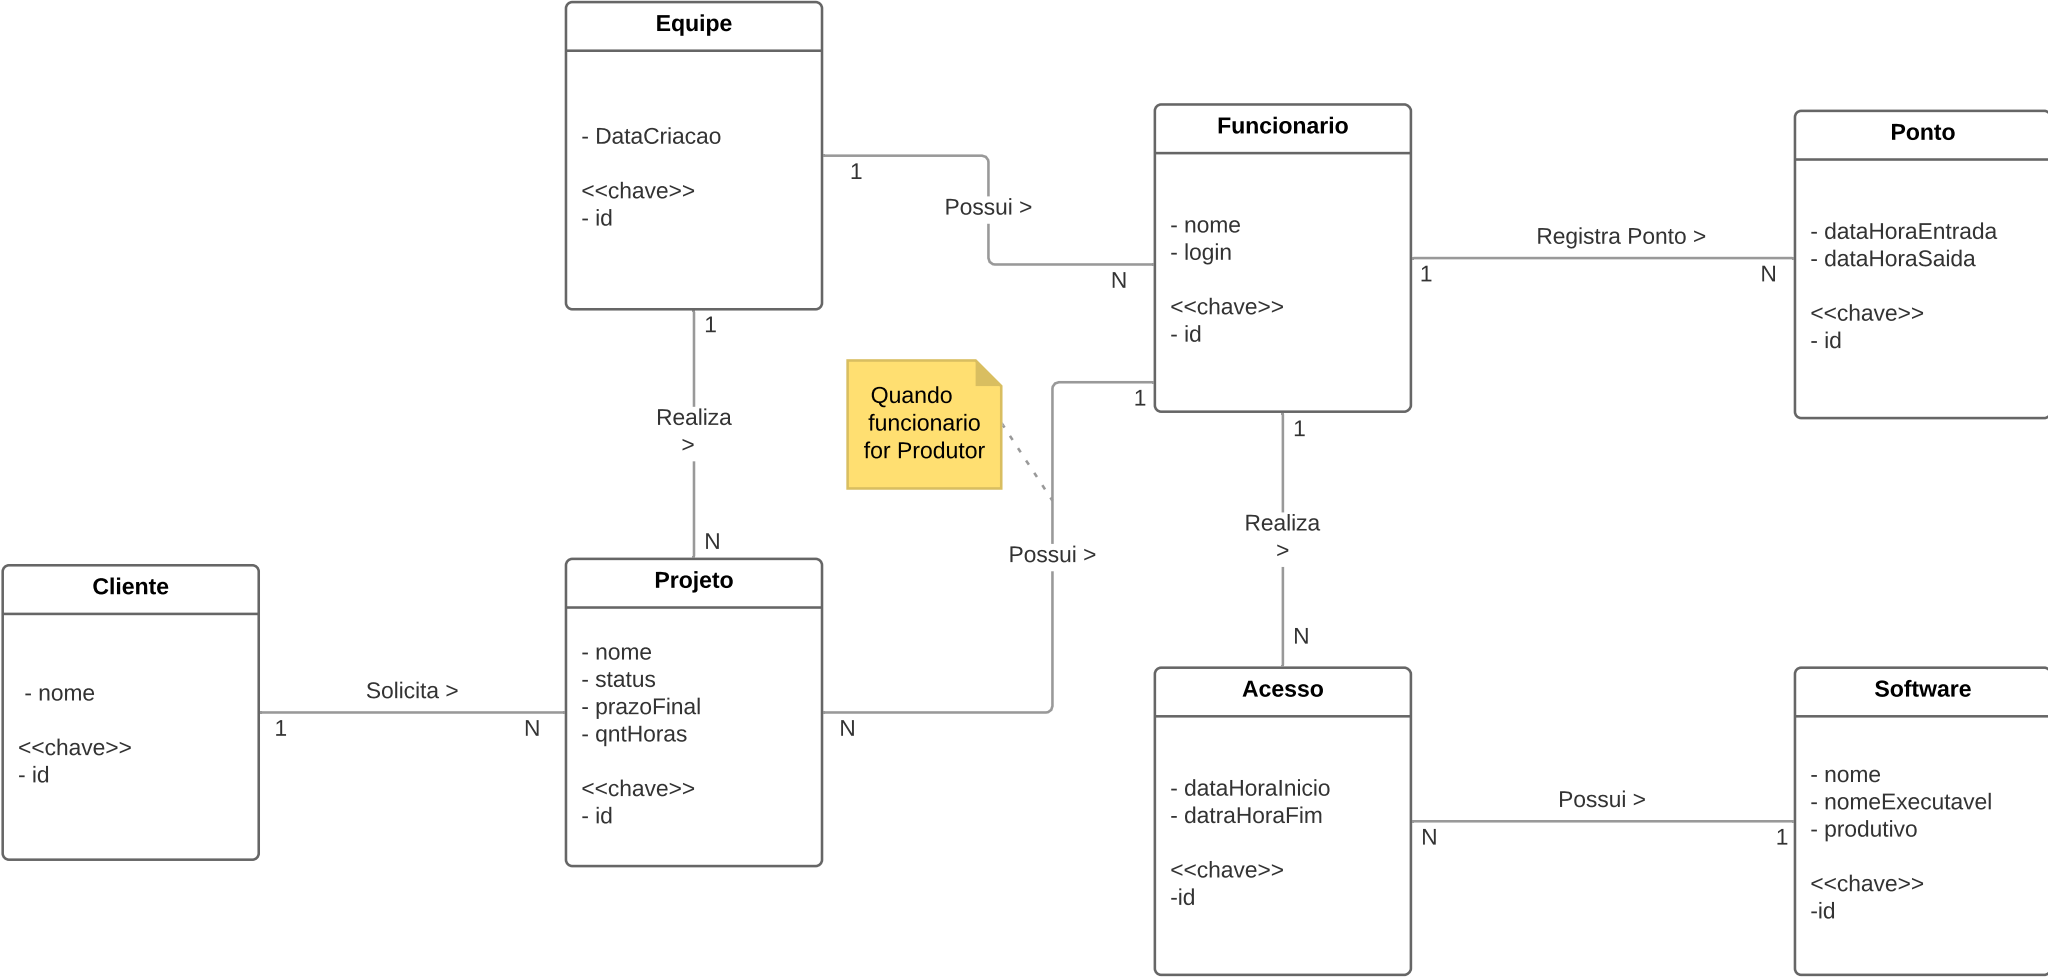 Equipe
- DataCriacao
<<chave>>
- id
1
1
Possui >
N
Funcionario
- nome
- login
<<chave>>
- id
1
1
1
Registra Ponto >
N
Ponto
- dataHoraEntrada
- dataHoraSaida
<<chave>>
- id
Quando
funcionario
for Produtor
Realiza
>
N
Possui >
N
Realiza
>
N
Cliente
- nome
<<chave>>
- id
1
Solicita >
N
Projeto
- nome
- status
- prazoFinal
- qntHoras
<<chave>>
- id
Acesso
- dataHoraInicio
- datraHoraFim
<<chave>>
-id
N
Possui >
1
Software
- nome
- nomeExecutavel
- produtivo
<<chave>>
-id